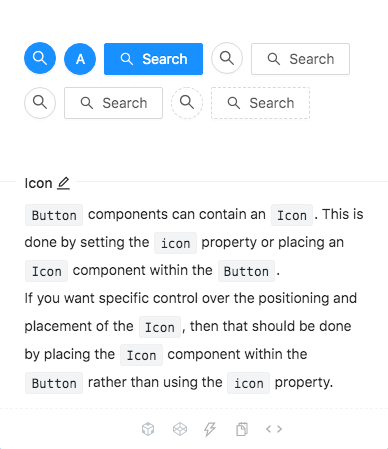 A Search Search
Search Search
Icon
Button components can contain an Icon. This is
done by setting the icon property or placing an
Icon component within the Button.
If you want specific control over the positioning and
placement of the Icon, then that should be done
by placing the Icon component within the
Button rather than using the icon property.